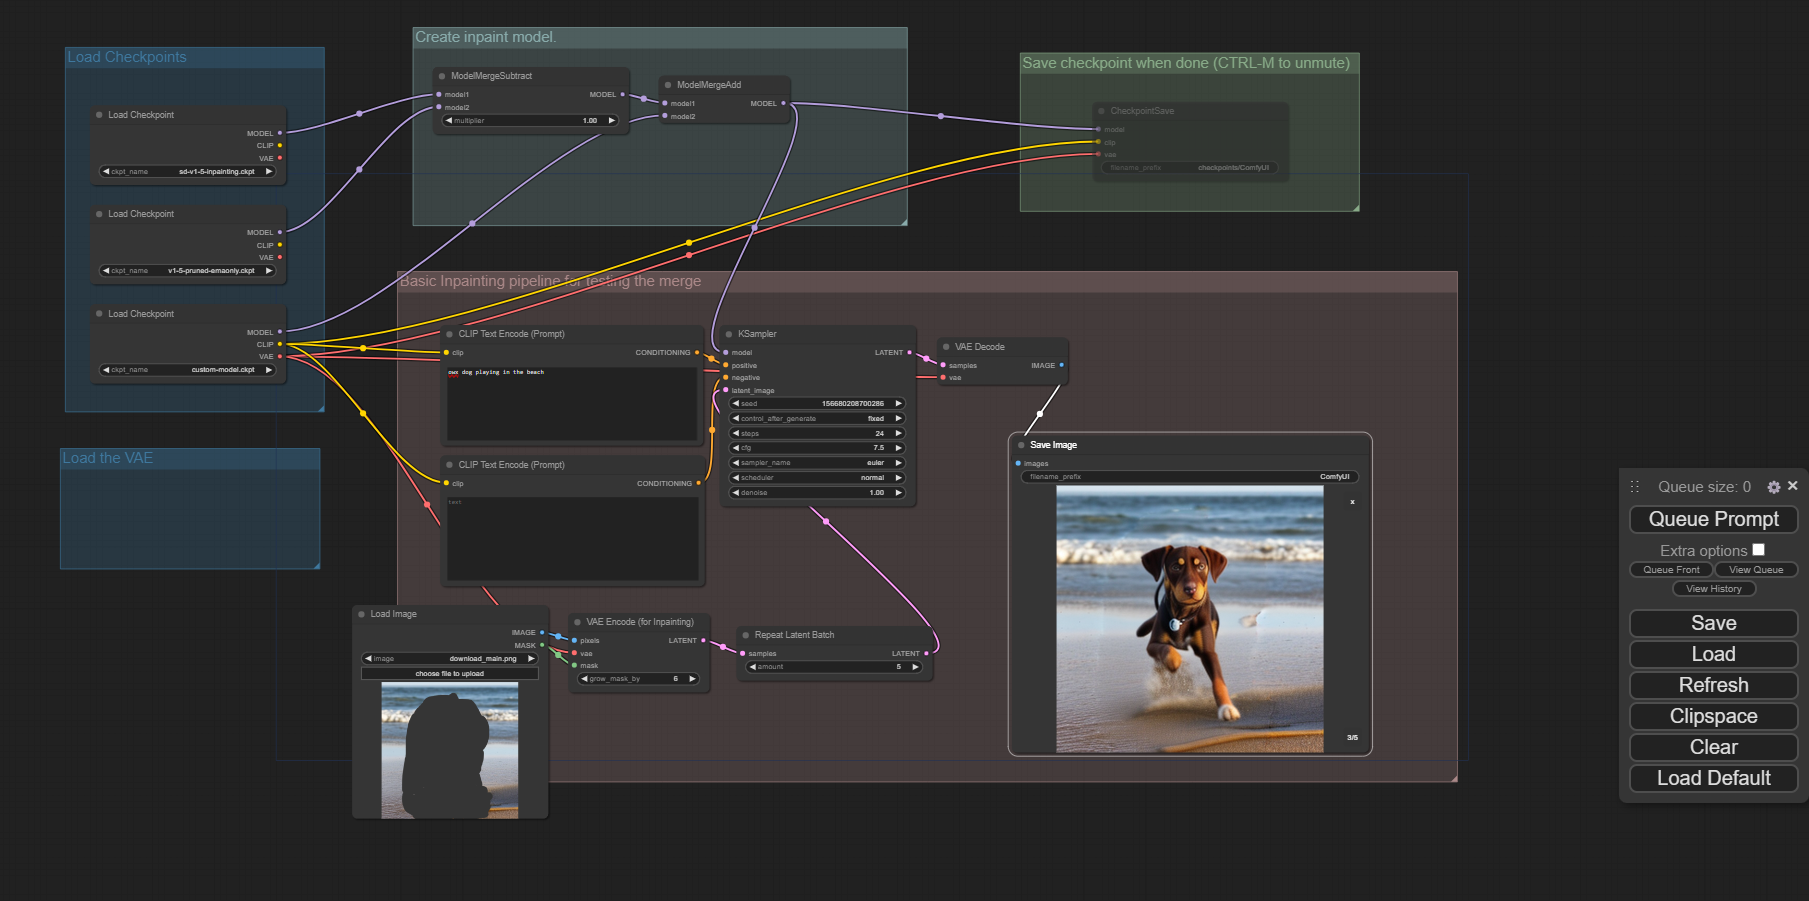 Load Checkpoints
Load Checkpoint
MODEL
CLIP
VAE
ckpt_name sd-v1-5-inpainting.ckpt
Load Checkpoint
MODEL
CLIP
VAE
ckpt_name v1-5-pruned-emaonly.ckpt
Load Checkpoint
MODEL
CLIP
VAE
ckpt_name custom-model.ckpt
Load the VAE
Create inpaint model.
ModelMergeSubtract
model1 MODEL
model2
multiplier 1.00
ModelMergeAdd
model1 MODEL
model2
Save checkpoint when done (CTRL-M to unmute)
CheckpointSave
model
clip
vae
filename_prefix checkpoints/ComfyUI
Basic Inpainting pipeline for testing the merge
CLIP Text Encode (Prompt)
clip CONDITIONING
owx dog playing in the beach
CLIP Text Encode (Prompt)
clip CONDITIONING
text
KSampler
model LATENT
positive
negative
latent_image
seed 156680208700286
control_after_generate fixed
steps 24
cfg 7.5
sampler_name euler
scheduler normal
denoise 1.00
VAE Decode
samples IMAGE
vae
Save Image
images
filename_prefix ComfyUI
x
3/5
Load Image
IMAGE
MASK
image download_main.png
choose file to upload
VAE Encode (for Inpainting)
pixels LATENT
vae
mask
grow_mask_by 6
Repeat Latent Batch
samples LATENT
amount 5
Queue size: 0
Queue Prompt
Extra options
Queue Front View Queue
View History
Save
Load
Refresh
Clipspace
Clear
Load Default